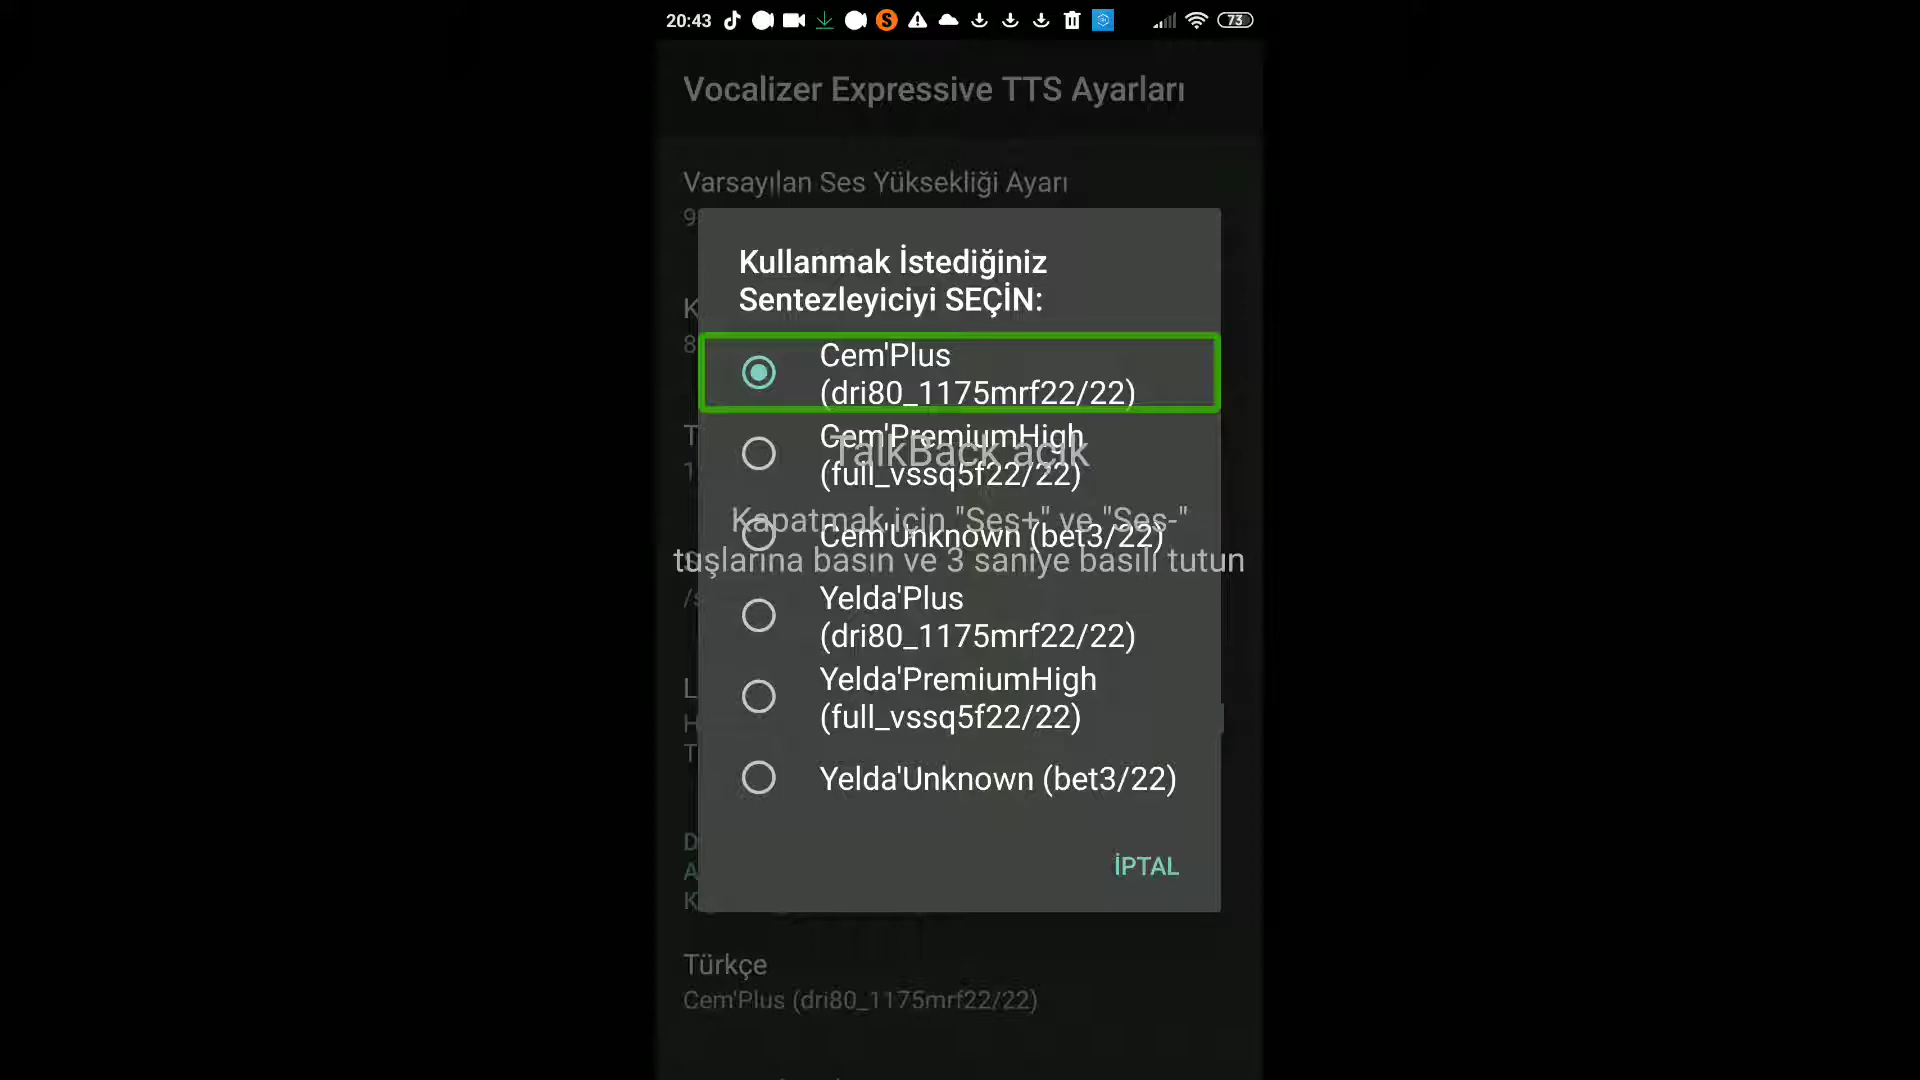 20:43
73
Vocalizer Expressive TTS Ayarları
Varsayılan Ses Yüksekliği Ayarı
9
Kullanmak İstediğiniz
Sentezleyiciyi SEÇİN:
K
8
Cem'Plus
(dri80_1175mrf22/22)
T
1
Cem'PremiumHigh
(full_vssq5f22/22)
TalkBack açık
Kapatmak için "Ses+" ve "Ses-"
tuşlarına basın ve 3 saniye basılı tutun
Cem'Unknown (bet3/22)
/s
Yelda'Plus
(dri80_1175mrf22/22)
L
H
T
Yelda'PremiumHigh
(full_vssq5f22/22)
Yelda'Unknown (bet3/22)
D
A
K
İPTAL
Türkçe
Cem'Plus (dri80_1175mrf22/22)